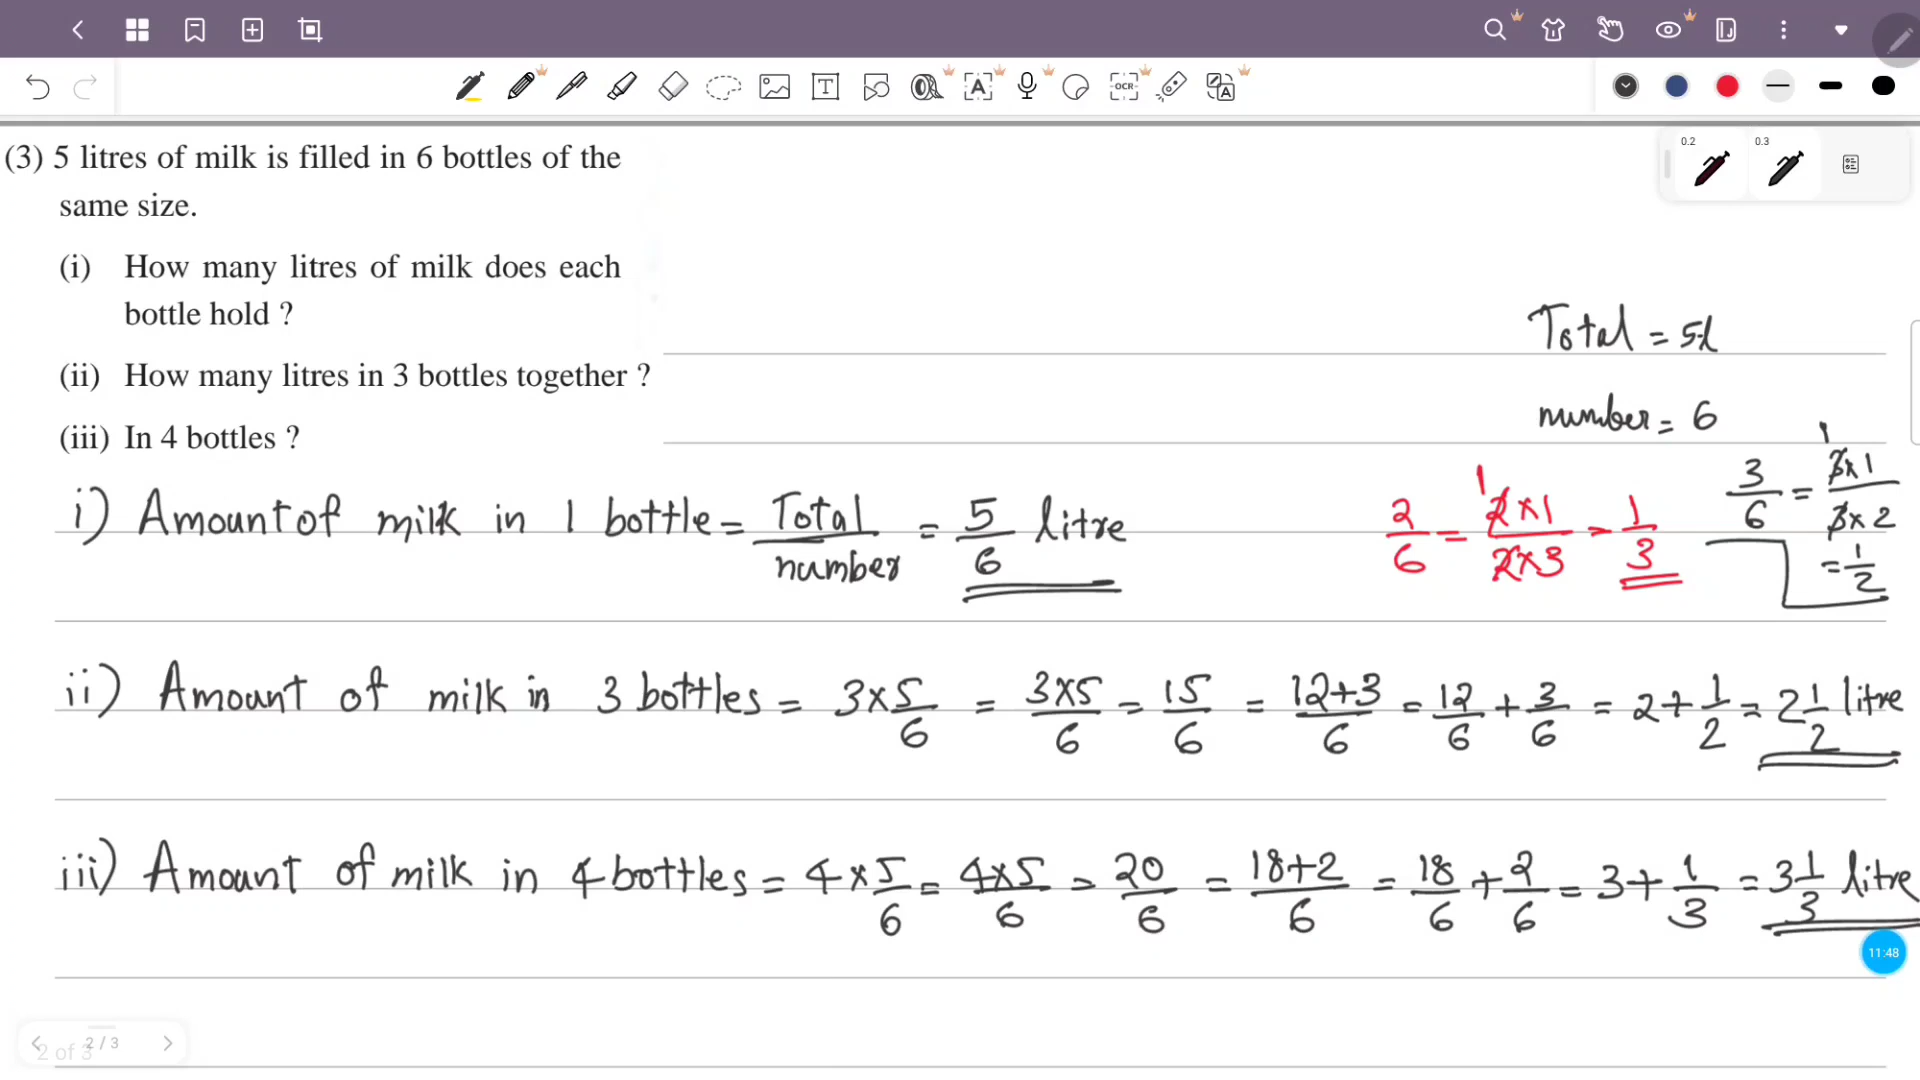 0.2 0.3
(3) 5 litres of milk is filled in 6 bottles of the
same size.
(i) How many litres of milk does each
bottle hold ?
(ii) How many litres in 3 bottles together ?
(iii) In 4 bottles ?
Total = 5l
number = 6
3/6 = 3x1/3x2 = 1/2
2/6 = 2x1/2x3 = 1/3
i) Amount of milk in 1 bottle = Total/number = 5/6 litre
ii) Amount of milk in 3 bottles = 3x5/6 = 3x5/6 = 15/6 = 12+3/6 = 12/6 + 3/6 = 2+1/2 = 2 1/2 litre
iii) Amount of milk in 4 bottles = 4x5/6 = 4x5/6 = 20/6 = 18+2/6 = 18/6 + 2/6 = 3+1/3 = 3 1/3 litre
11:48
2 / 3
2 of 3